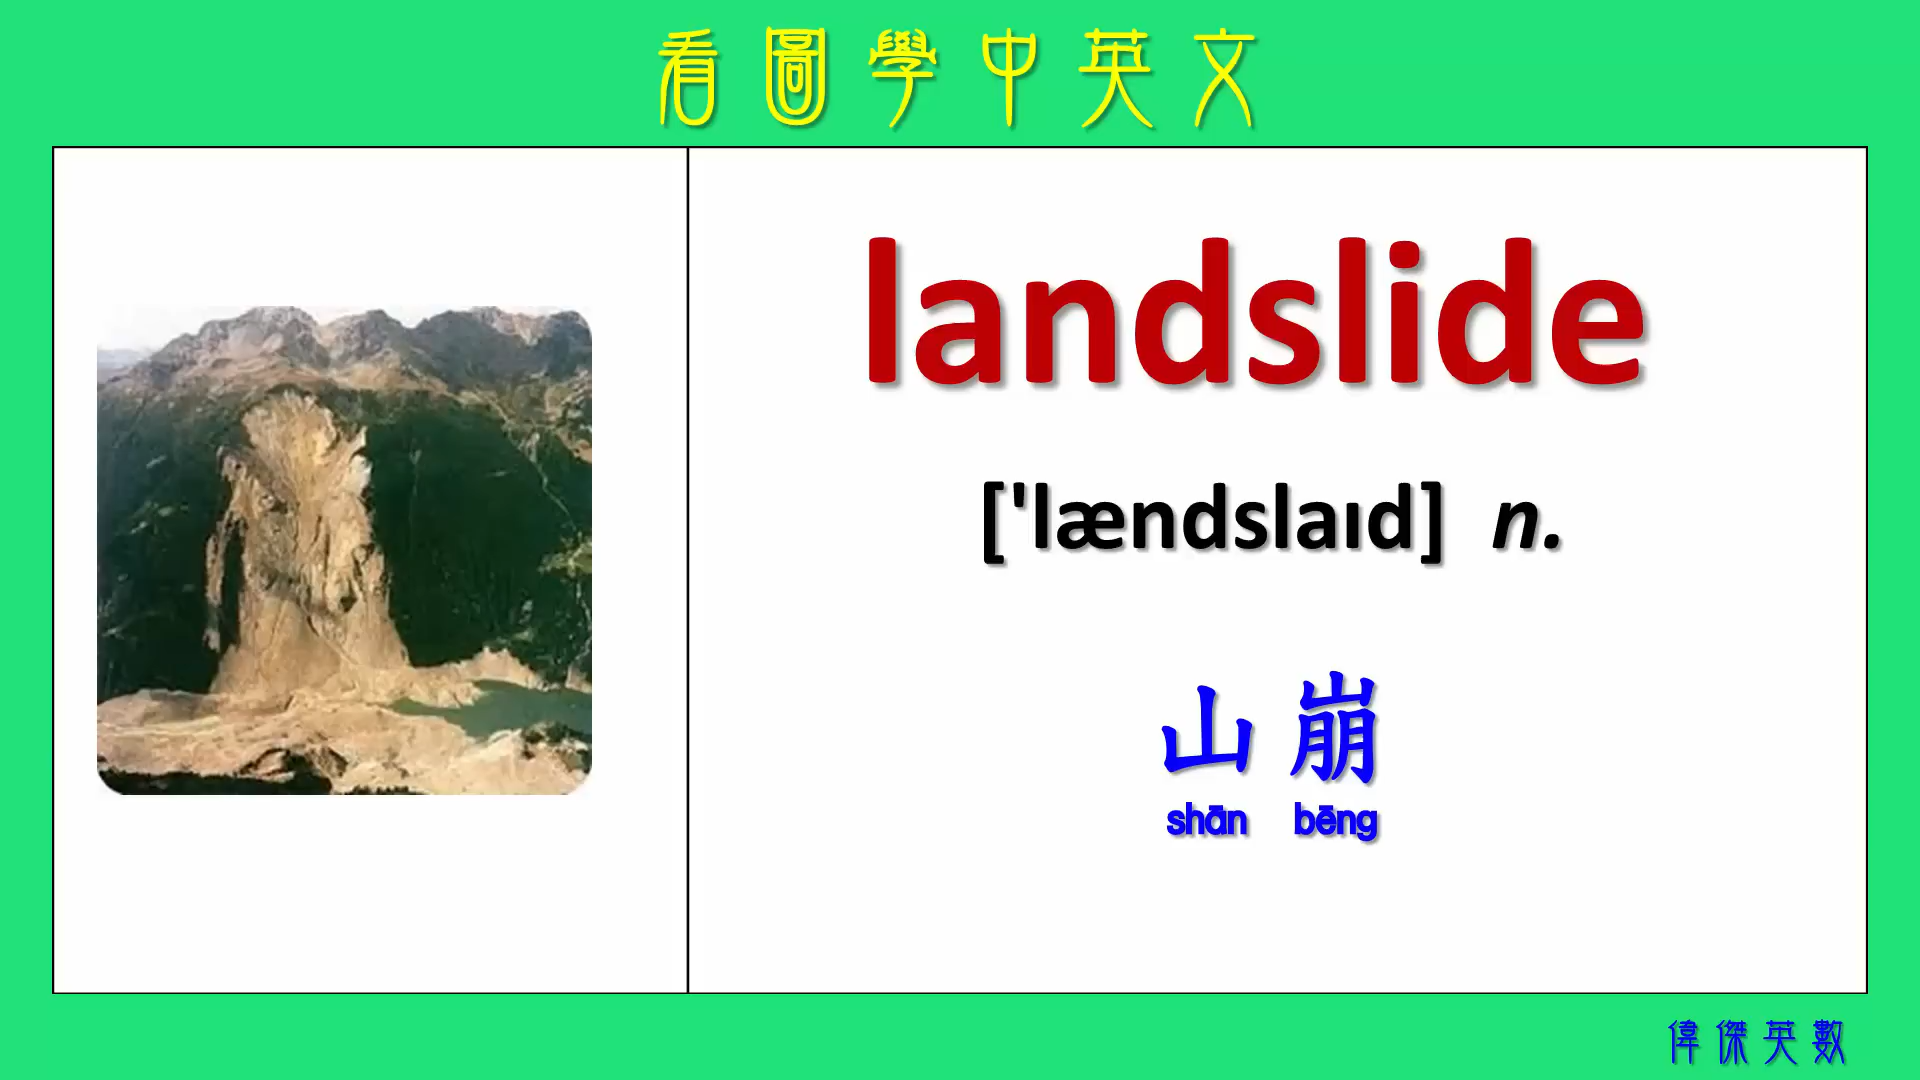 看圖學中英文
landslide
['lændslaɪd] n.
山崩
shān bēng
偉傑英數